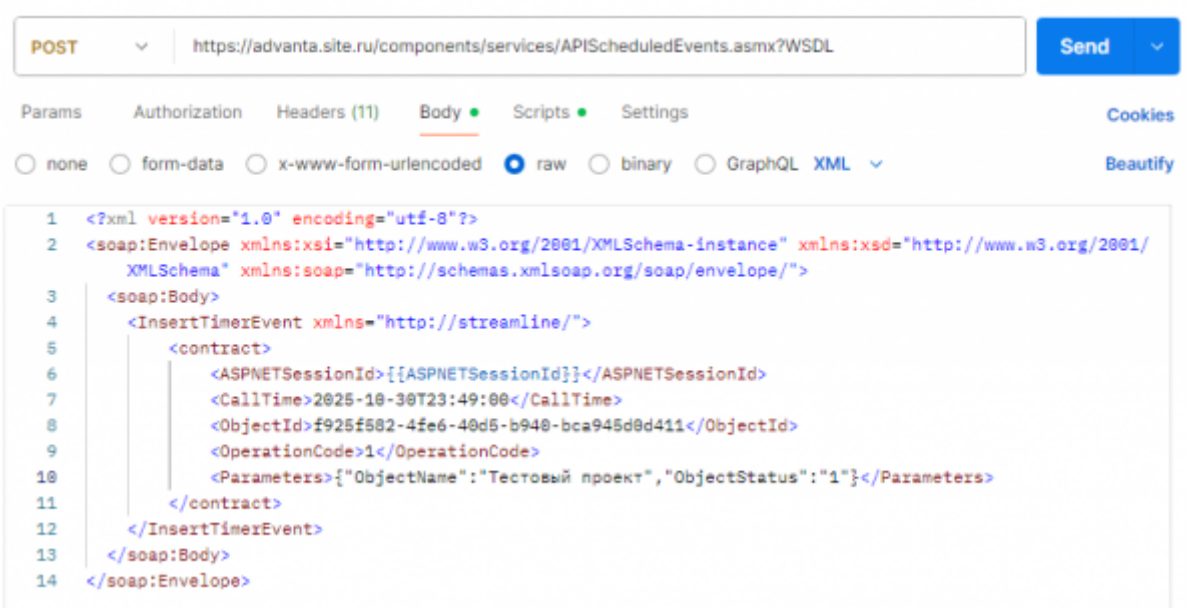 POST https://advanta.site.ru/components/services/APIScheduledEvents.asmx?WSDL Send
Params Authorization Headers (11) Body Scripts Settings Cookies
none form-data x-www-form-urlencoded raw binary GraphQL XML Beautify
1 <?xml version="1.0" encoding="utf-8"?>
2 <soap:Envelope xmlns:xsi="http://www.w3.org/2001/XMLSchema-instance" xmlns:xsd="http://www.w3.org/2001/
XMLSchema" xmlns:soap="http://schemas.xmlsoap.org/soap/envelope/">
3 <soap:Body>
4 <InsertTimerEvent xmlns="http://streamline/">
5 <contract>
6 <ASPNETSessionId>{{ASPNETSessionId}}</ASPNETSessionId>
7 <CallTime>2025-10-30T23:49:00</CallTime>
8 <ObjectId>f925f582-4fe6-40d5-b940-bca945d0d411</ObjectId>
9 <OperationCode>1</OperationCode>
10 <Parameters>{"ObjectName":"Тестовый проект","ObjectStatus":"1"}</Parameters>
11 </contract>
12 </InsertTimerEvent>
13 </soap:Body>
14 </soap:Envelope>